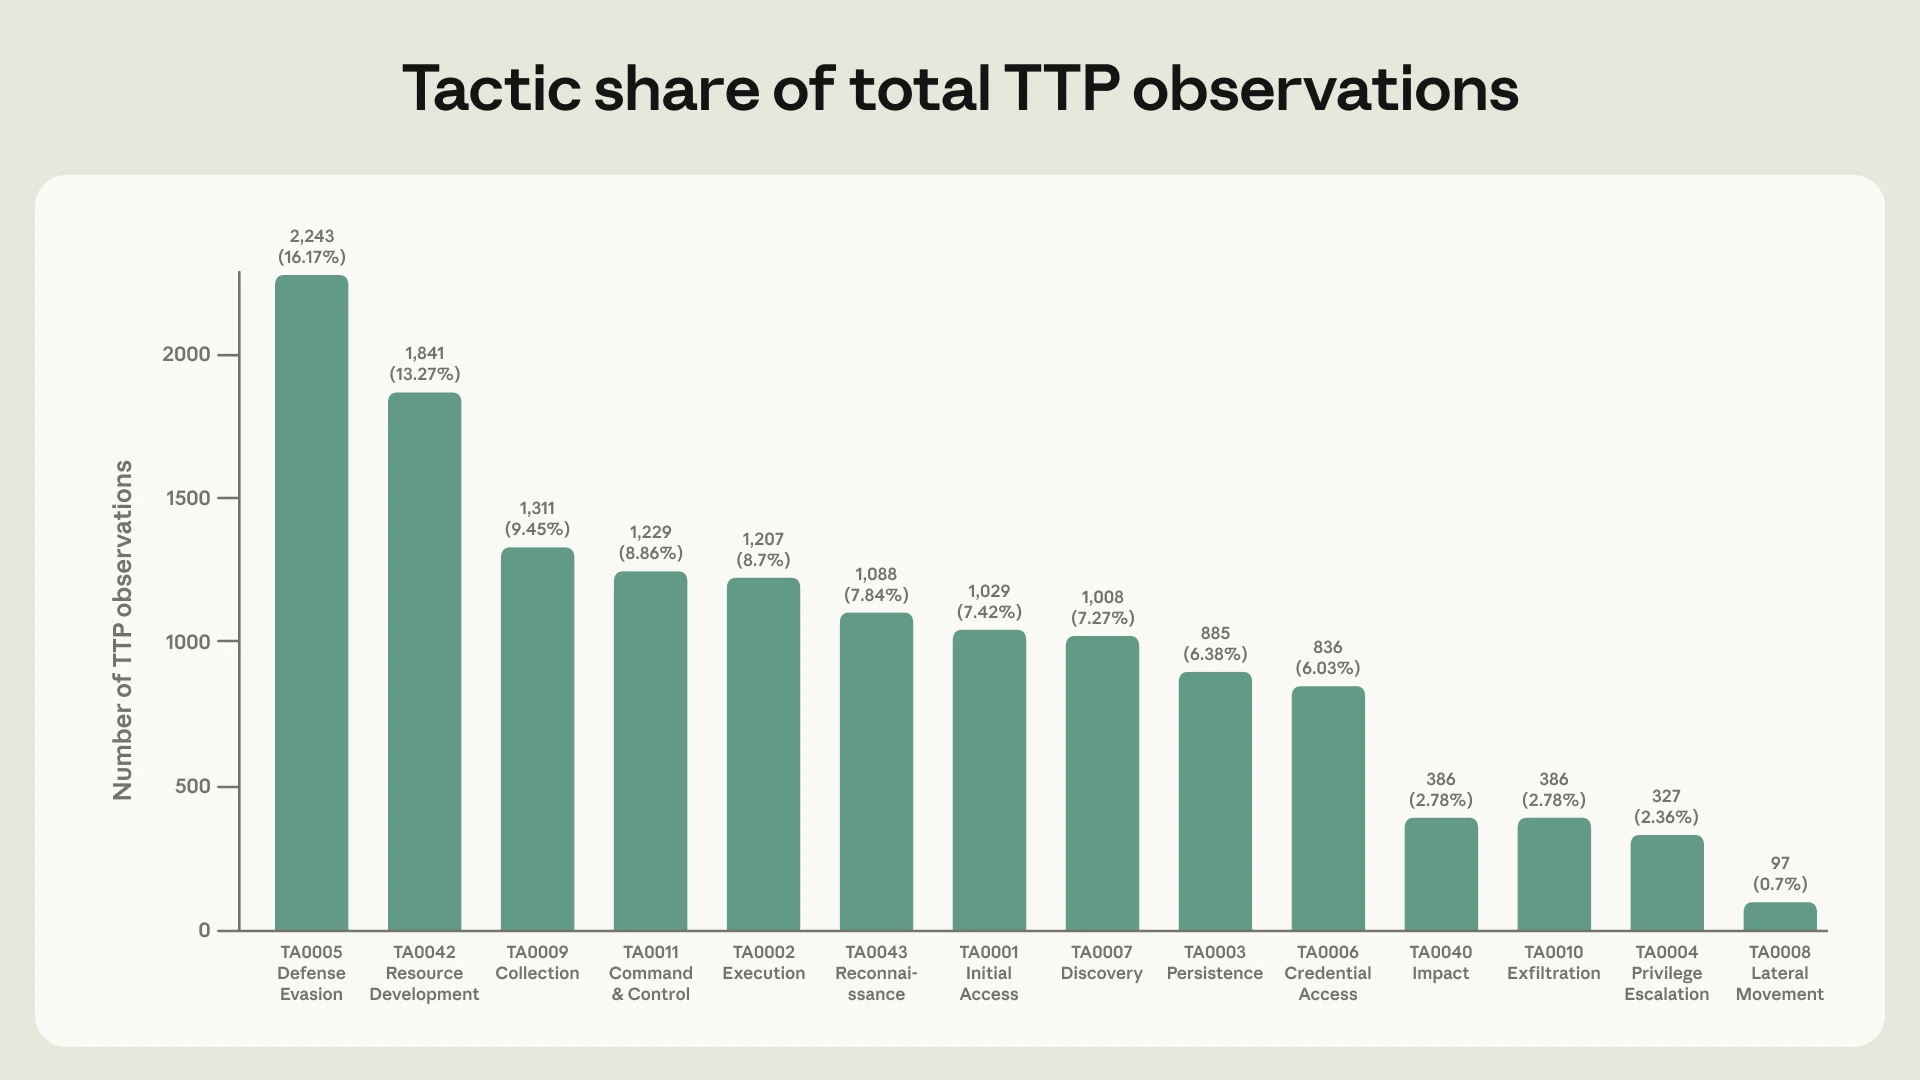 Tactic share of total TTP observations
Number of TTP observations
2000
1500
1000
500
0
2,243
(16.17%)
1,841
(13.27%)
1,311
(9.45%)
1,229
(8.86%)
1,207
(8.7%)
1,088
(7.84%)
1,029
(7.42%)
1,008
(7.27%)
885
(6.38%)
836
(6.03%)
386
(2.78%)
386
(2.78%)
327
(2.36%)
97
(0.7%)
TA0005
Defense
Evasion
TA0042
Resource
Development
TA0009
Collection
TA0011
Command
& Control
TA0002
Execution
TA0043
Reconnai-
ssance
TA0001
Initial
Access
TA0007
Discovery
TA0003
Persistence
TA0006
Credential
Access
TA0040
Impact
TA0010
Exfiltration
TA0004
Privilege
Escalation
TA0008
Lateral
Movement